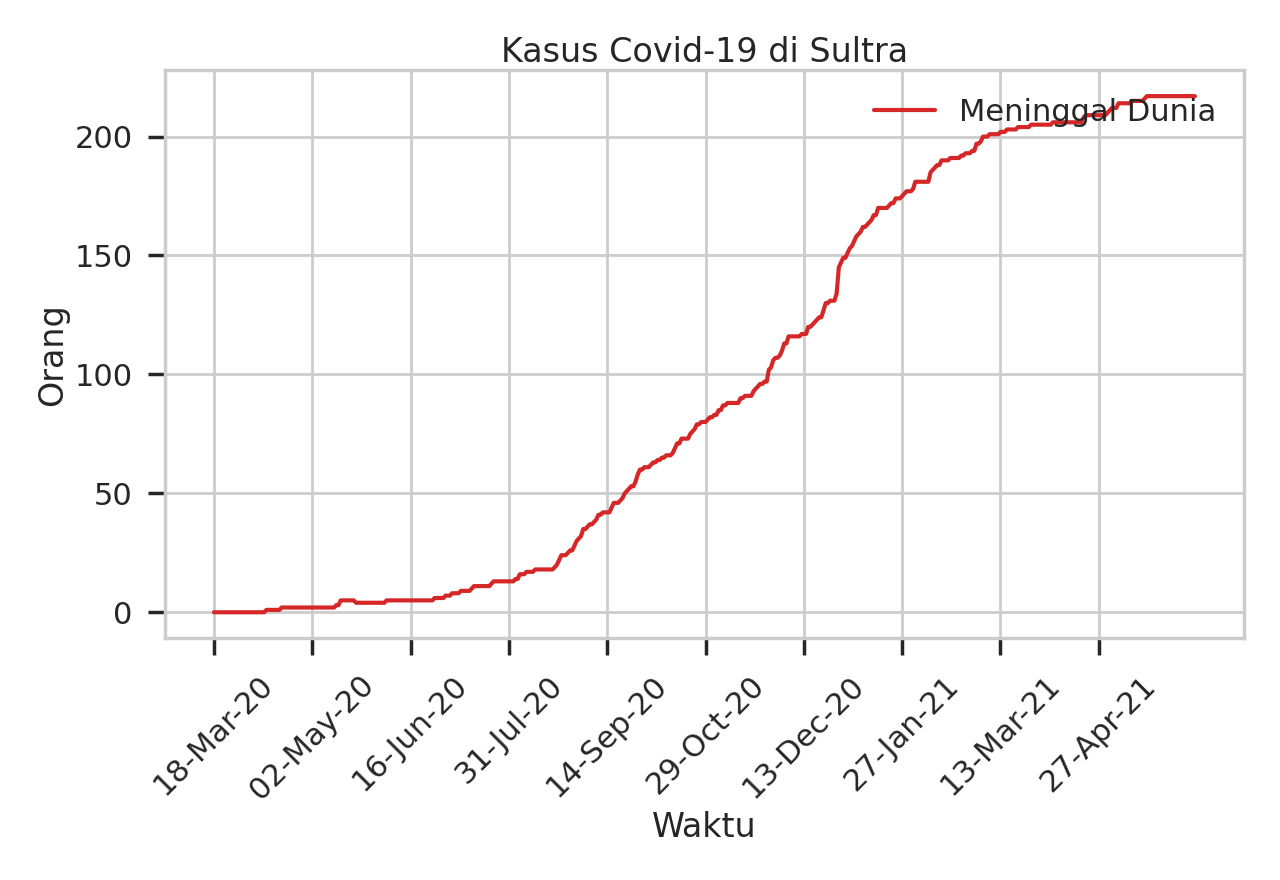 Kasus Covid-19 di Sultra
Meninggal Dunia
200
150
100
50
0
Orang
18-Mar-20
02-May-20
16-Jun-20
31-Jul-20
14-Sep-20
29-Oct-20
13-Dec-20
27-Jan-21
13-Mar-21
27-Apr-21
Waktu